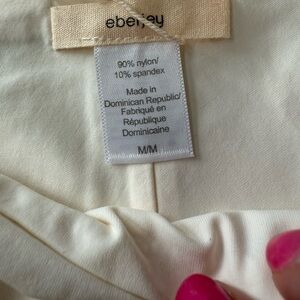 eberjey
90% nylon/
10% spandex
Made in
Dominican Republic/
Fabriqué en
République
Dominicaine
M/M